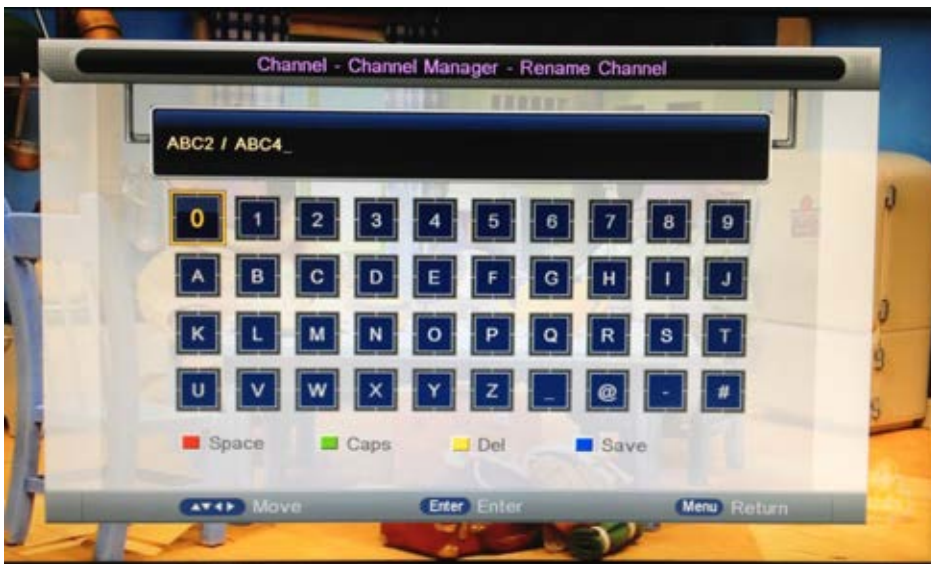 Channel - Channel Manager - Rename Channel
ABC2 / ABC4_
0 1 2 3 4 5 6 7 8 9
A B C D E F G H I J
K L M N O P Q R S T
U V W X Y Z _ @ - #
Space Caps Del Save
Move Enter Enter Menu Return